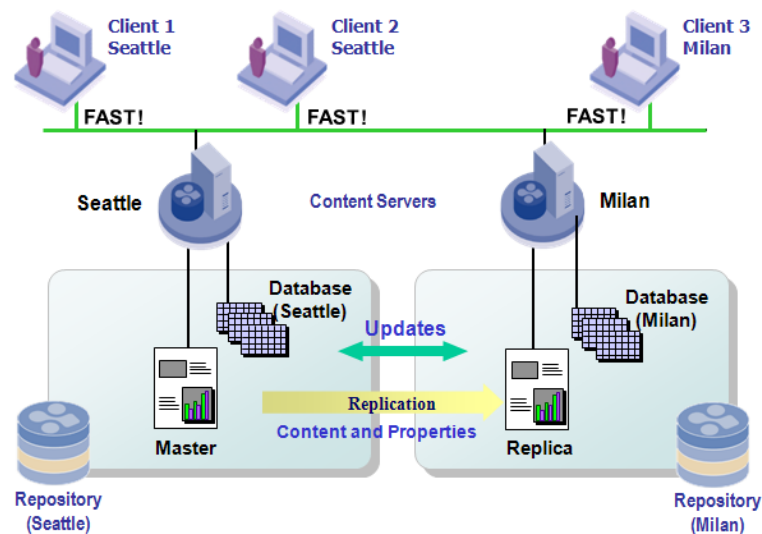 Client 1
Seattle
Client 2
Seattle
Client 3
Milan
FAST!
FAST!
FAST!
Seattle
Content Servers
Milan
Database
(Seattle)
Database
(Milan)
Updates
Replication
Content and Properties
Master
Replica
Repository
(Seattle)
Repository
(Milan)